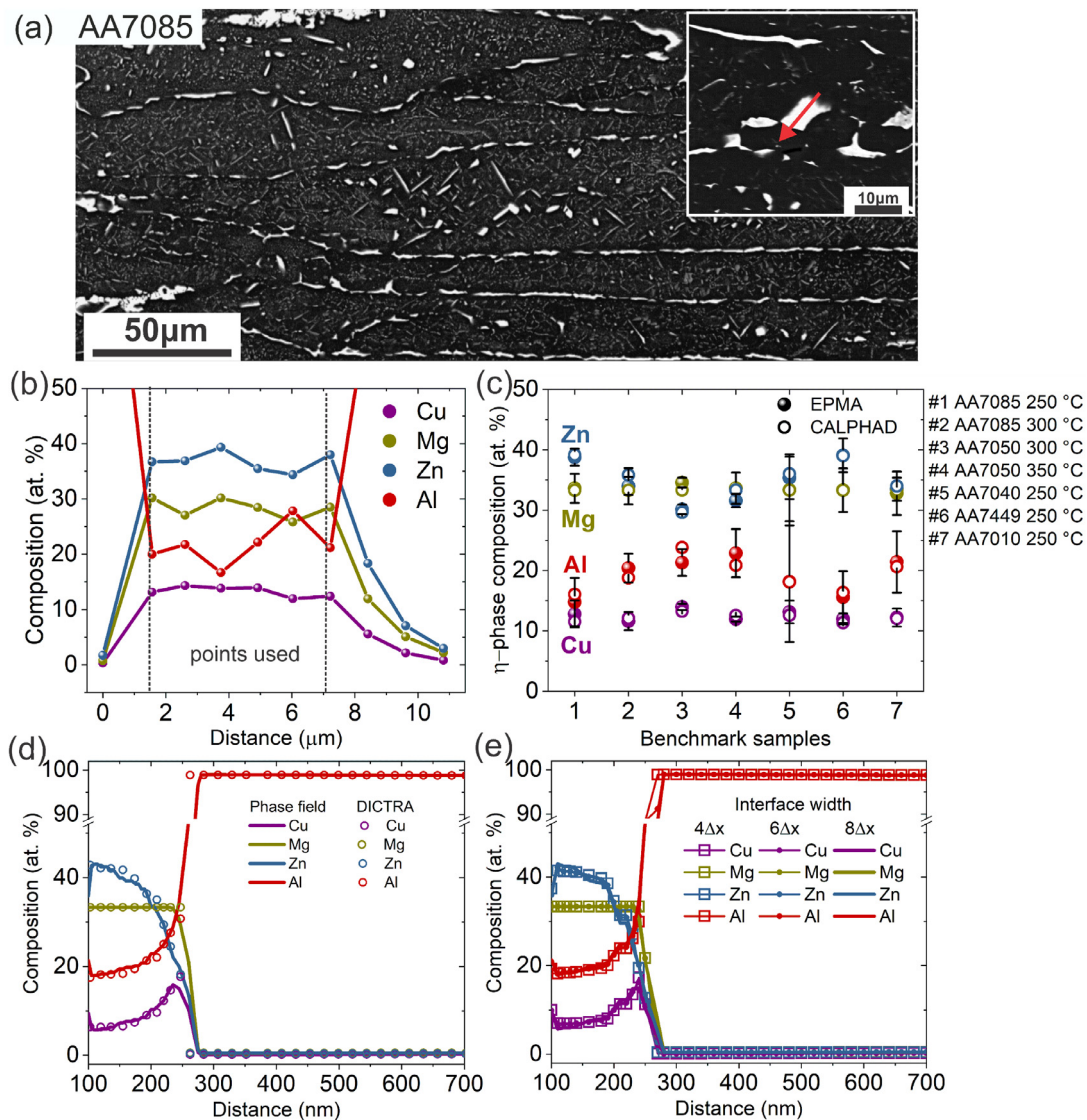 (a) AA7085
10μm
50μm
(b)
Composition (at. %)
50
40
30
20
10
0
Cu
Mg
Zn
Al
points used
0 2 4 6 8 10
Distance (μm)
(c)
η–phase composition (at. %)
50
40
30
20
10
0
EPMA
CALPHAD
Zn
Mg
Al
Cu
1 2 3 4 5 6 7
Benchmark samples
#1 AA7085 250 °C
#2 AA7085 300 °C
#3 AA7050 300 °C
#4 AA7050 350 °C
#5 AA7040 250 °C
#6 AA7449 250 °C
#7 AA7010 250 °C
(d)
Composition (at. %)
100
90
40
20
0
Phase field DICTRA
Cu Cu
Mg Mg
Zn Zn
Al Al
100 200 300 400 500 600 700
Distance (nm)
(e)
Composition (at. %)
100
90
40
20
0
Interface width
4Δx 6Δx 8Δx
Cu Cu Cu
Mg Mg Mg
Zn Zn Zn
Al Al Al
100 200 300 400 500 600 700
Distance (nm)